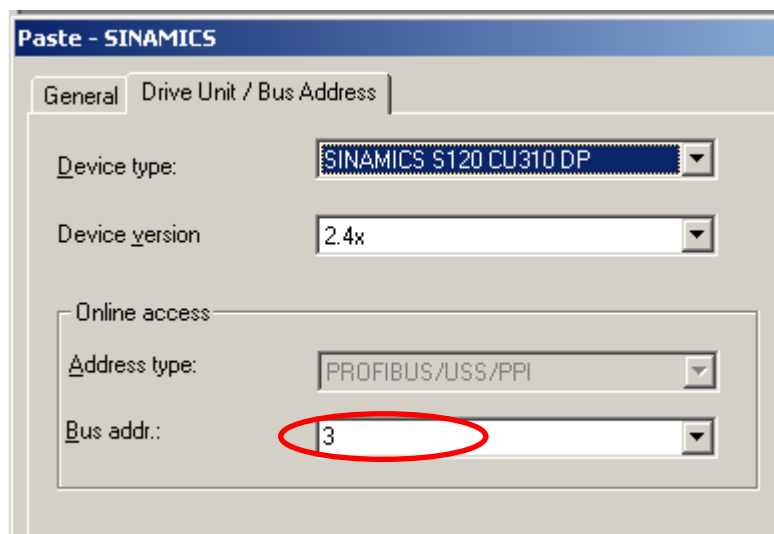 Paste - SINAMICS
General Drive Unit / Bus Address
Device type: SINAMICS S120 CU310 DP
Device version 2.4x
Online access
Address type: PROFIBUS/USS/PPI
Bus addr.: 3